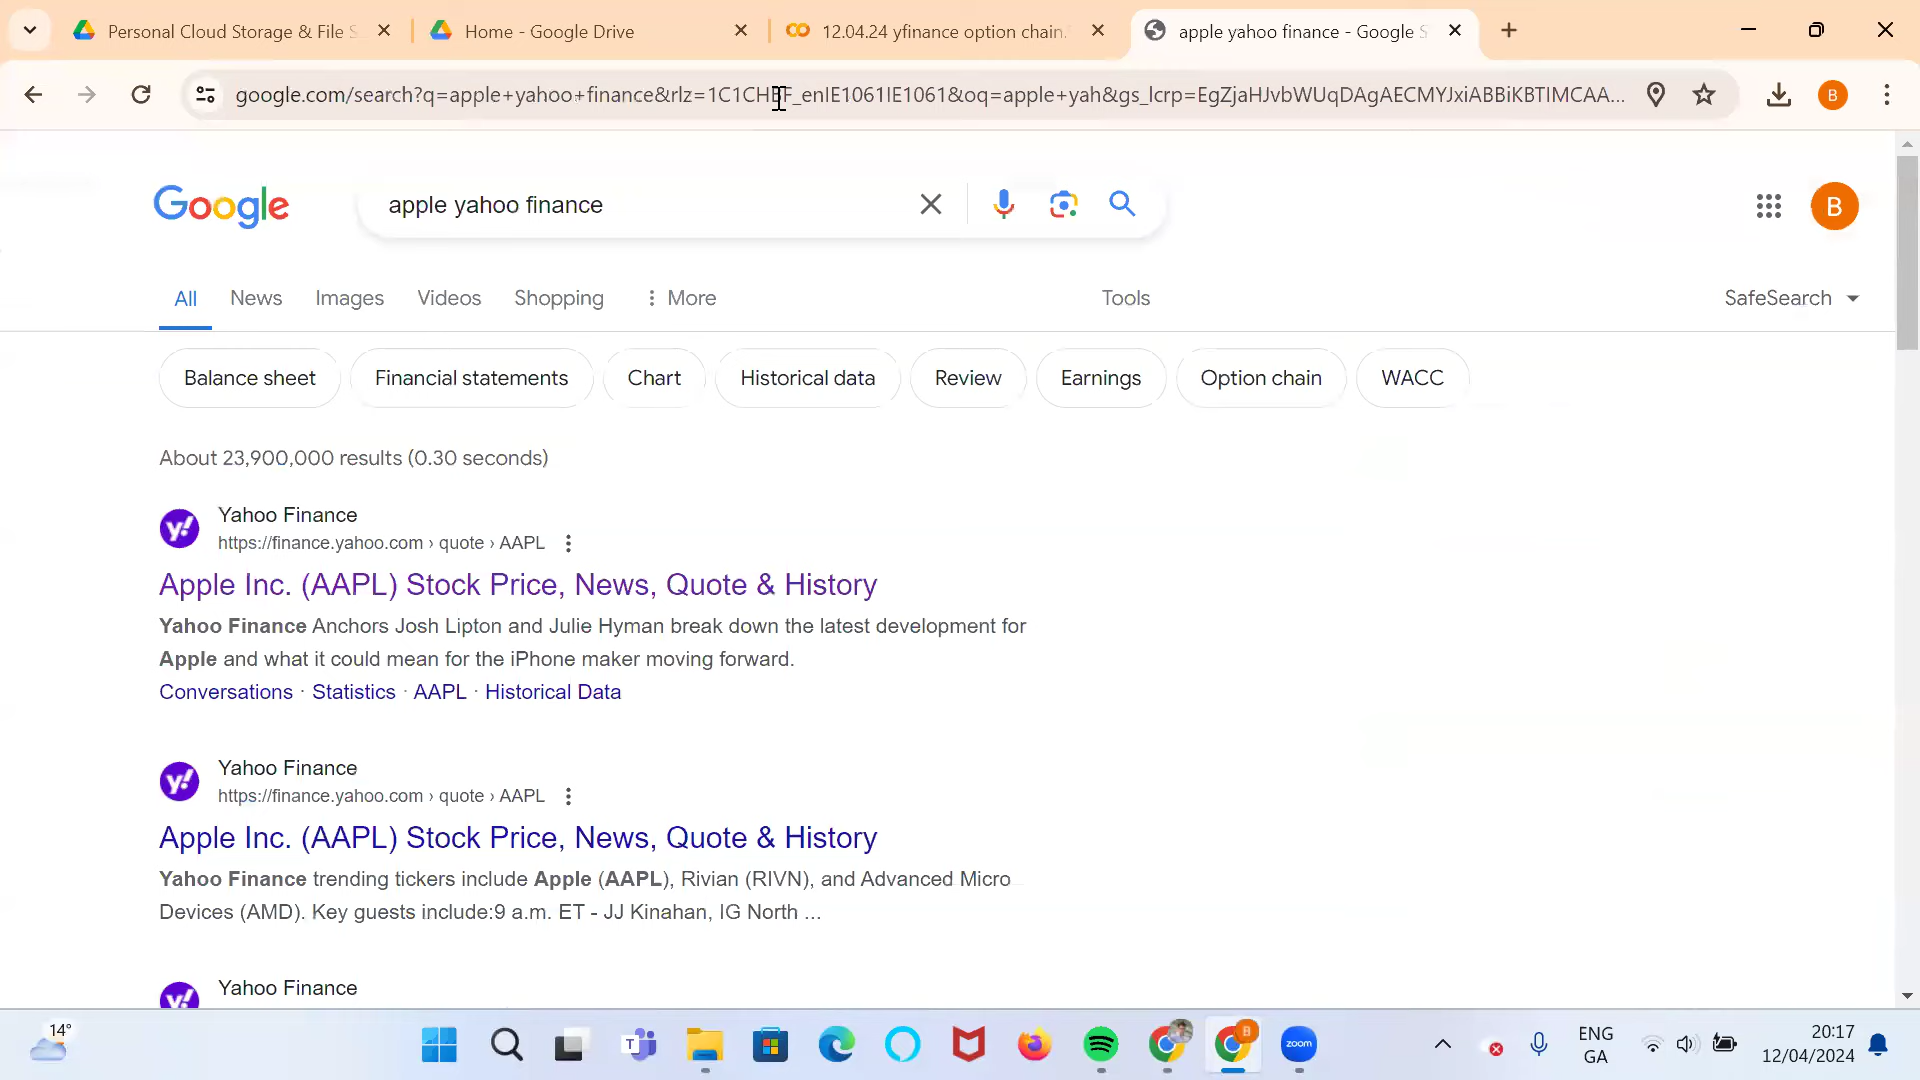 Personal Cloud Storage & File S
Home - Google Drive
12.04.24 yfinance option chain.
apple yahoo finance - Google S
google.com/search?q=apple+yahoo+finance&rlz=1C1CHBF_enIE1061IE1061&oq=apple+yah&gs_lcrp=EgZjaHJvbWUqDAgAECMYJxiABBiKBTIMCAA...
B
Google
apple yahoo finance
B
All
News
Images
Videos
Shopping
More
Tools
SafeSearch
Balance sheet
Financial statements
Chart
Historical data
Review
Earnings
Option chain
WACC
About 23,900,000 results (0.30 seconds)
Yahoo Finance
https://finance.yahoo.com › quote › AAPL
Apple Inc. (AAPL) Stock Price, News, Quote & History
Yahoo Finance Anchors Josh Lipton and Julie Hyman break down the latest development for
Apple and what it could mean for the iPhone maker moving forward.
Conversations · Statistics · AAPL · Historical Data
Yahoo Finance
https://finance.yahoo.com › quote › AAPL
Apple Inc. (AAPL) Stock Price, News, Quote & History
Yahoo Finance trending tickers include Apple (AAPL), Rivian (RIVN), and Advanced Micro
Devices (AMD). Key guests include:9 a.m. ET - JJ Kinahan, IG North ...
Yahoo Finance
14°
zoom
ENG
GA
20:17
12/04/2024